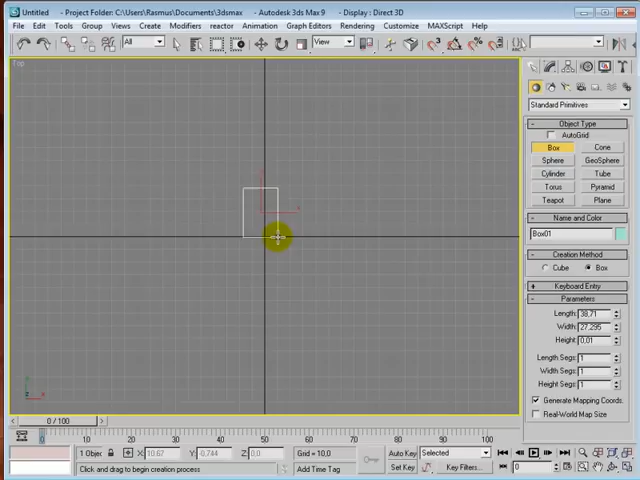 Untitled - Project Folder: C:\Users\Rasmus\Documents\3dsmax - Autodesk 3ds Max 9 - Display : Direct 3D
File Edit Tools Group Views Create Modifiers reactor Animation Graph Editors Rendering Customize MAXScript Help
All View
Top
Standard Primitives
- Object Type
AutoGrid
Box Cone
Sphere GeoSphere
Cylinder Tube
Torus Pyramid
Teapot Plane
- Name and Color
Box01
- Creation Method
Cube Box
+ Keyboard Entry
- Parameters
Length: 38,71
Width: 27,295
Height: 0,01
Length Segs: 1
Width Segs: 1
Height Segs: 1
Generate Mapping Coords.
Real-World Map Size
0 / 100
0 10 20 30 40 50 60 70 80 90 100
1 Objec X 10,67 Y -0,744 Z 0,0 Grid = 10,0 Auto Key Selected
Click and drag to begin creation process Add Time Tag Set Key Key Filters... 0